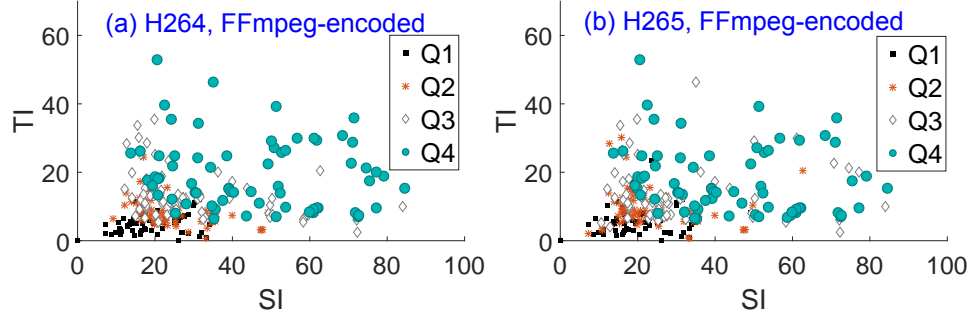 (a) H264, FFmpeg-encoded
60
40
20
0
TI
0 20 40 60 80 100
SI
Q1
Q2
Q3
Q4
(b) H265, FFmpeg-encoded
60
40
20
0
TI
0 20 40 60 80 100
SI
Q1
Q2
Q3
Q4